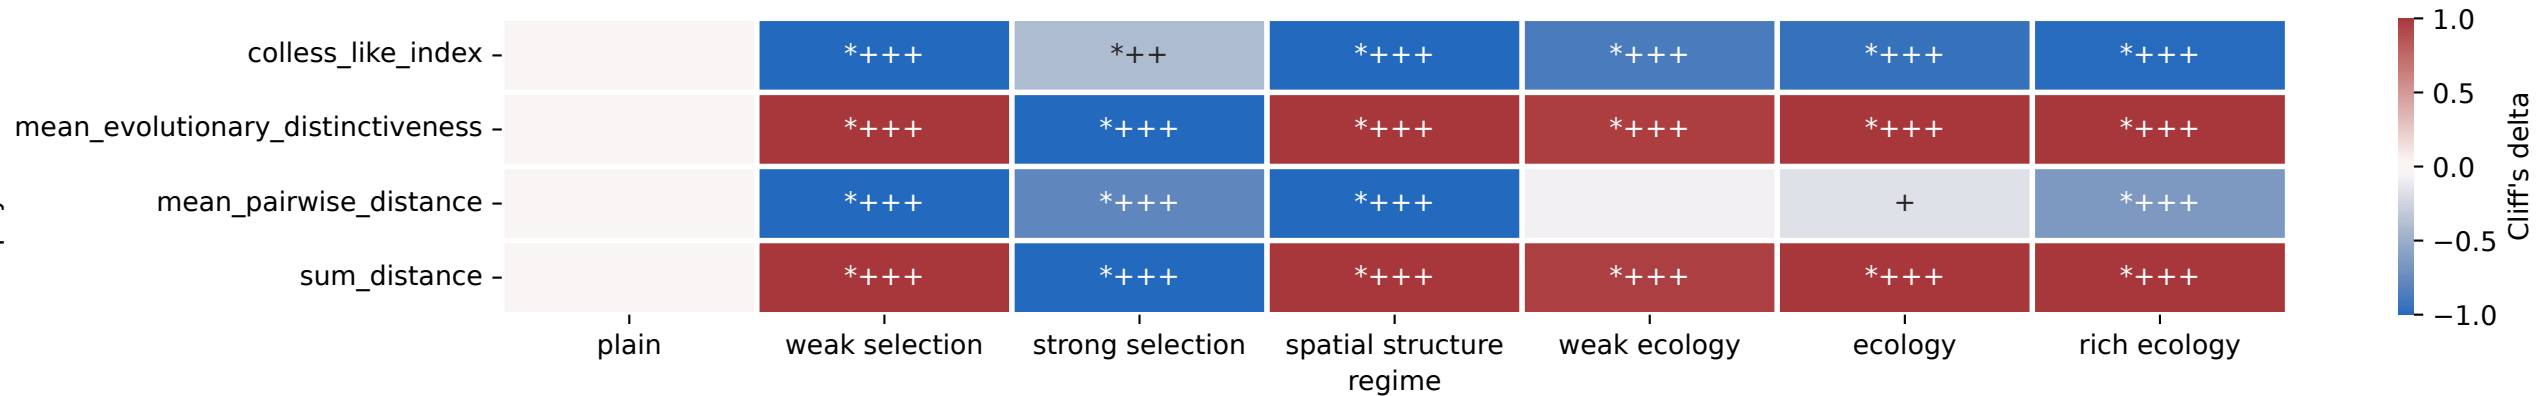 colless_like_index *+++ *++ *+++ *+++ *+++ *+++
mean_evolutionary_distinctiveness *+++ *+++ *+++ *+++ *+++ *+++
mean_pairwise_distance *+++ *+++ *+++ + *+++
sum_distance *+++ *+++ *+++ *+++ *+++ *+++
plain weak selection strong selection spatial structure weak ecology ecology rich ecology
regime
1.0
0.5
0.0
−0.5
−1.0
Cliff's delta